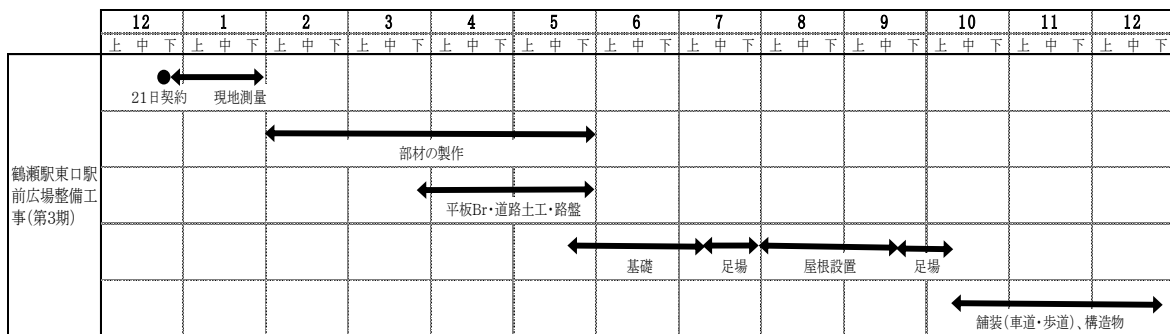 12 1 2 3 4 5 6 7 8 9 10 11 12
上 中 下 上 中 下 上 中 下 上 中 下 上 中 下 上 中 下 上 中 下 上 中 下 上 中 下 上 中 下 上 中 下 上 中 下 上 中 下
21日契約 現地測量
部材の製作
鶴瀬駅東口駅
前広場整備工
事(第3期)
平板Br・道路土工・路盤
基礎 足場 屋根設置 足場
舗装(車道・歩道)、構造物